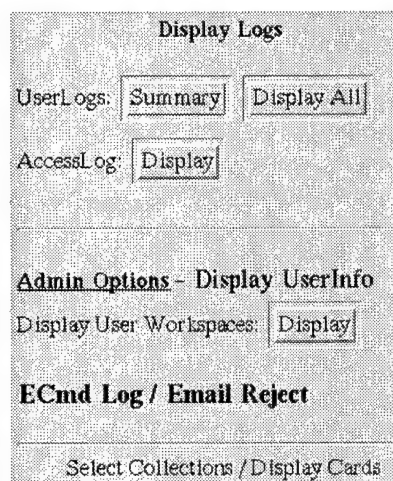 Display Logs
UserLogs: Summary Display All
AccessLog: Display
Admin Options - Display UserInfo
Display User Workspaces: Display
ECmd Log / Email Reject
Select Collections / Display Cards